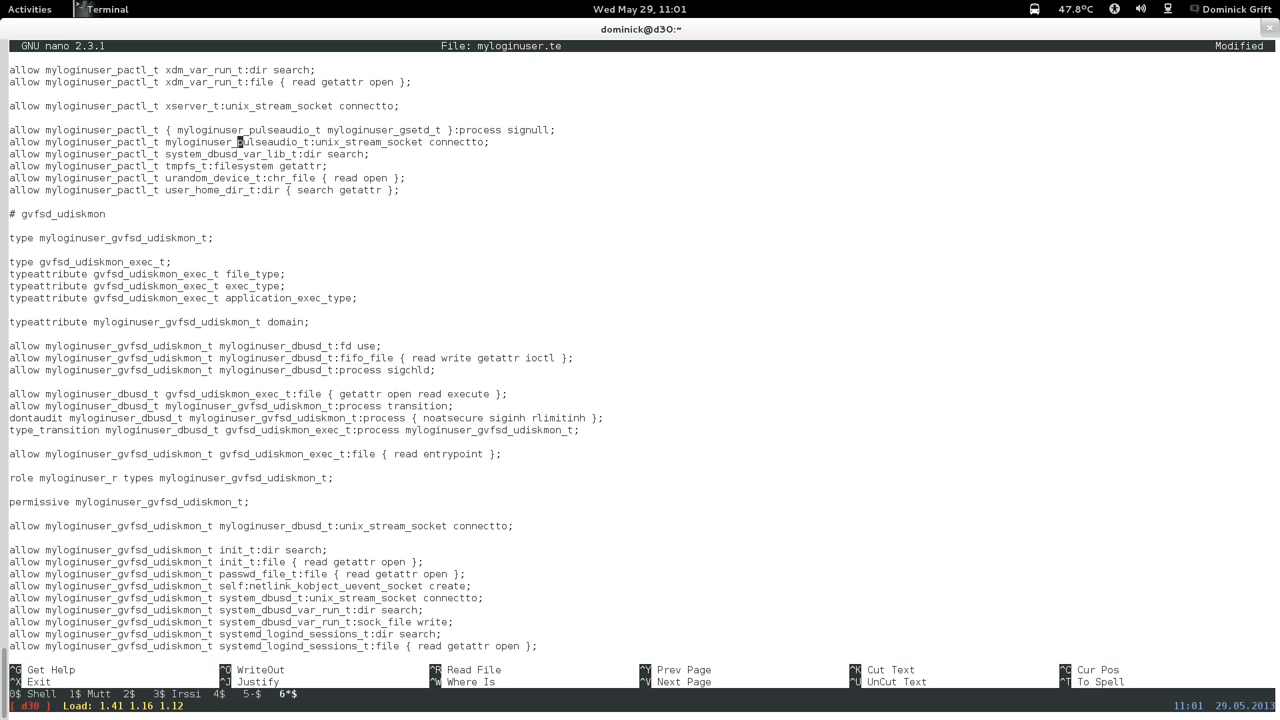 Activities Terminal Wed May 29, 11:01 47.8°C Dominick Grift
dominick@d30:~
GNU nano 2.3.1 File: myloginuser.te Modified
allow myloginuser_pactl_t xdm_var_run_t:dir search;
allow myloginuser_pactl_t xdm_var_run_t:file { read getattr open };
allow myloginuser_pactl_t xserver_t:unix_stream_socket connectto;
allow myloginuser_pactl_t { myloginuser_pulseaudio_t myloginuser_gsetd_t }:process signull;
allow myloginuser_pactl_t myloginuser_pulseaudio_t:unix_stream_socket connectto;
allow myloginuser_pactl_t system_dbusd_var_lib_t:dir search;
allow myloginuser_pactl_t tmpfs_t:filesystem getattr;
allow myloginuser_pactl_t urandom_device_t:chr_file { read open };
allow myloginuser_pactl_t user_home_dir_t:dir { search getattr };
# gvfsd_udiskmon
type myloginuser_gvfsd_udiskmon_t;
type gvfsd_udiskmon_exec_t;
typeattribute gvfsd_udiskmon_exec_t file_type;
typeattribute gvfsd_udiskmon_exec_t exec_type;
typeattribute gvfsd_udiskmon_exec_t application_exec_type;
typeattribute myloginuser_gvfsd_udiskmon_t domain;
allow myloginuser_gvfsd_udiskmon_t myloginuser_dbusd_t:fd use;
allow myloginuser_gvfsd_udiskmon_t myloginuser_dbusd_t:fifo_file { read write getattr ioctl };
allow myloginuser_gvfsd_udiskmon_t myloginuser_dbusd_t:process sigchld;
allow myloginuser_dbusd_t gvfsd_udiskmon_exec_t:file { getattr open read execute };
allow myloginuser_dbusd_t myloginuser_gvfsd_udiskmon_t:process transition;
dontaudit myloginuser_dbusd_t myloginuser_gvfsd_udiskmon_t:process { noatsecure siginh rlimitinh };
type_transition myloginuser_dbusd_t gvfsd_udiskmon_exec_t:process myloginuser_gvfsd_udiskmon_t;
allow myloginuser_gvfsd_udiskmon_t gvfsd_udiskmon_exec_t:file { read entrypoint };
role myloginuser_r types myloginuser_gvfsd_udiskmon_t;
permissive myloginuser_gvfsd_udiskmon_t;
allow myloginuser_gvfsd_udiskmon_t myloginuser_dbusd_t:unix_stream_socket connectto;
allow myloginuser_gvfsd_udiskmon_t init_t:dir search;
allow myloginuser_gvfsd_udiskmon_t init_t:file { read getattr open };
allow myloginuser_gvfsd_udiskmon_t passwd_file_t:file { read getattr open };
allow myloginuser_gvfsd_udiskmon_t self:netlink_kobject_uevent_socket create;
allow myloginuser_gvfsd_udiskmon_t system_dbusd_t:unix_stream_socket connectto;
allow myloginuser_gvfsd_udiskmon_t system_dbusd_var_run_t:dir search;
allow myloginuser_gvfsd_udiskmon_t system_dbusd_var_run_t:sock_file write;
allow myloginuser_gvfsd_udiskmon_t systemd_logind_sessions_t:dir search;
allow myloginuser_gvfsd_udiskmon_t systemd_logind_sessions_t:file { read getattr open };
^G Get Help ^O WriteOut ^R Read File ^Y Prev Page ^K Cut Text ^C Cur Pos
^X Exit ^J Justify ^W Where Is ^V Next Page ^U UnCut Text ^T To Spell
0$ Shell 1$ Mutt 2$ 3$ Irssi 4$ 5-$ 6*$
[ d30 ] Load: 1.41 1.16 1.12 11:01 29.05.2013